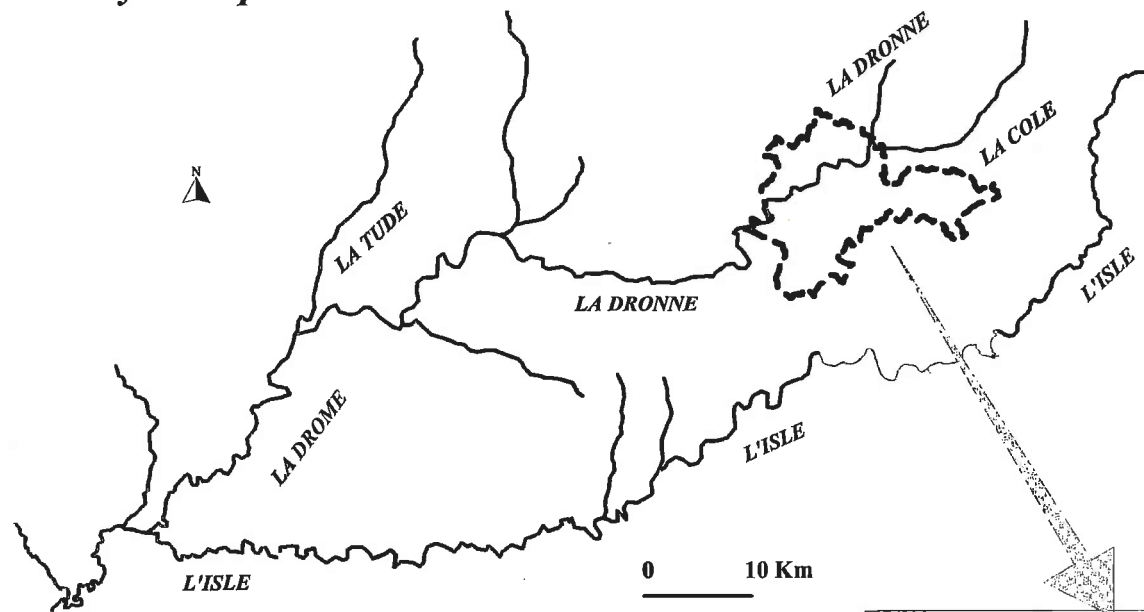 LA DRONNE
LA COLE
N
LA TUDE
L'ISLE
LA DRONNE
LA DROME
L'ISLE
0 10 Km
L'ISLE